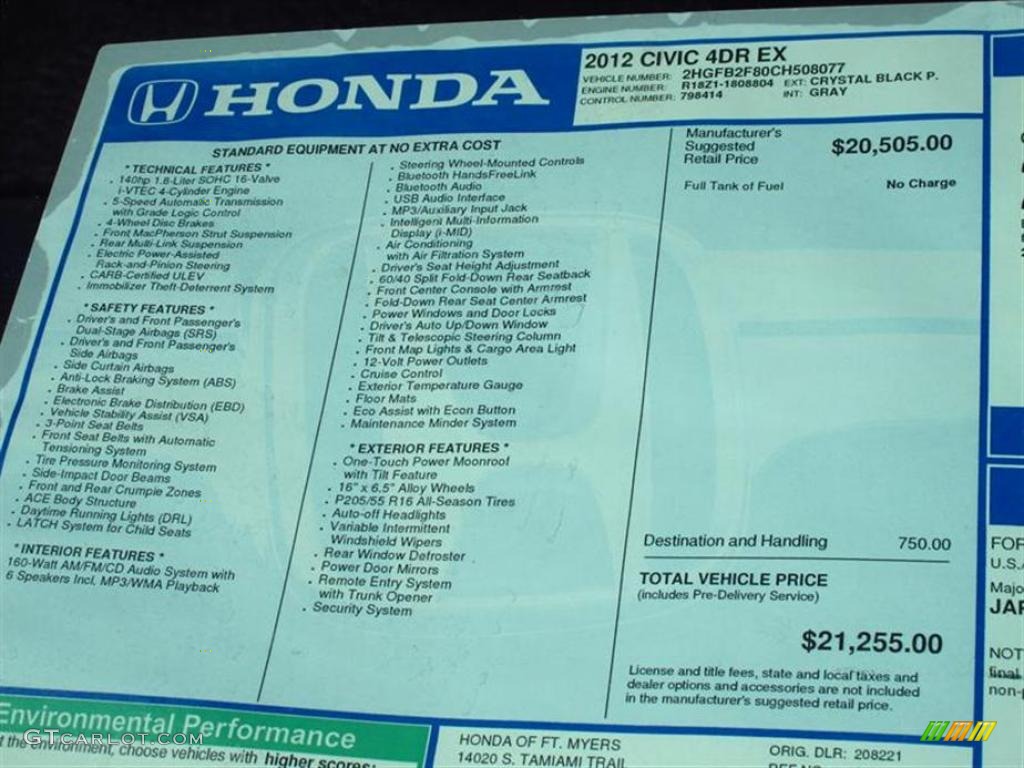 HONDA
2012 CIVIC 4DR EX
VEHICLE NUMBER: 2HGFB2F80CH508077
ENGINE NUMBER: R18Z1-1808804 EXT: CRYSTAL BLACK P.
CONTROL NUMBER: 798414 INT: GRAY
STANDARD EQUIPMENT AT NO EXTRA COST
* TECHNICAL FEATURES *
. 140hp 1.8-Liter SOHC 16-Valve
i-VTEC 4-Cylinder Engine
. 5-Speed Automatic Transmission
with Grade Logic Control
. 4-Wheel Disc Brakes
. Front MacPherson Strut Suspension
. Rear Multi-Link Suspension
. Electric Power-Assisted
Rack-and-Pinion Steering
. CARB-Certified ULEV
. Immobilizer Theft-Deterrent System
* SAFETY FEATURES *
. Driver's and Front Passenger's
Dual-Stage Airbags (SRS)
. Driver's and Front Passenger's
Side Airbags
. Side Curtain Airbags
. Anti-Lock Braking System (ABS)
. Brake Assist
. Electronic Brake Distribution (EBD)
. Vehicle Stability Assist (VSA)
. 3-Point Seat Belts
. Front Seat Belts with Automatic
Tensioning System
. Tire Pressure Monitoring System
. Side-Impact Door Beams
. Front and Rear Crumple Zones
. ACE Body Structure
. Daytime Running Lights (DRL)
. LATCH System for Child Seats
* INTERIOR FEATURES *
160-Watt AM/FM/CD Audio System with
6 Speakers Incl. MP3/WMA Playback
. Steering Wheel-Mounted Controls
. Bluetooth HandsFreeLink
. Bluetooth Audio
. USB Audio Interface
. MP3/Auxiliary Input Jack
. Intelligent Multi-Information
Display (i-MID)
. Air Conditioning
with Air Filtration System
. Driver's Seat Height Adjustment
. 60/40 Split Fold-Down Rear Seatback
. Front Center Console with Armrest
. Fold-Down Rear Seat Center Armrest
. Power Windows and Door Locks
. Driver's Auto Up/Down Window
. Tilt & Telescopic Steering Column
. Front Map Lights & Cargo Area Light
. 12-Volt Power Outlets
. Cruise Control
. Exterior Temperature Gauge
. Floor Mats
. Eco Assist with Econ Button
. Maintenance Minder System
* EXTERIOR FEATURES *
. One-Touch Power Moonroof
with Tilt Feature
. 16" x 6.5" Alloy Wheels
. P205/55 R16 All-Season Tires
. Auto-off Headlights
. Variable Intermittent
Windshield Wipers
. Rear Window Defroster
. Power Door Mirrors
. Remote Entry System
with Trunk Opener
. Security System
Manufacturer's
Suggested
Retail Price $20,505.00
Full Tank of Fuel No Charge
Destination and Handling 750.00
TOTAL VEHICLE PRICE
(includes Pre-Delivery Service)
$21,255.00
License and title fees, state and local taxes and
dealer options and accessories are not included
in the manufacturer's suggested retail price.
FOR
U.S.
Majo
JAP
NOT
final
non-p
Environmental Performance
t the environment, choose vehicles with higher scores:
GTcarlot.com
HONDA OF FT. MYERS
14020 S. TAMIAMI TRAIL
ORIG. DLR: 208221